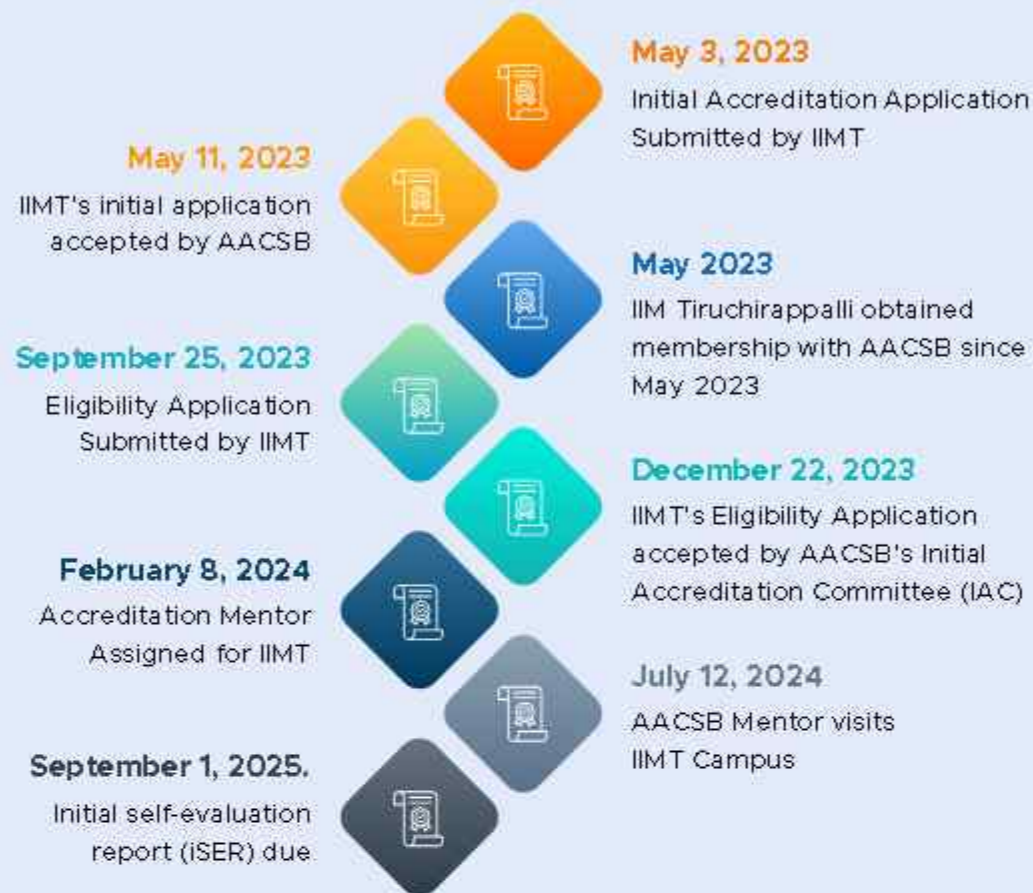 May 3, 2023
Initial Accreditation Application
Submitted by IIMT
May 11, 2023
IIMT's initial application
accepted by AACSB
May 2023
IIM Tiruchirappalli obtained
membership with AACSB since
May 2023
September 25, 2023
Eligibility Application
Submitted by IIMT
December 22, 2023
IIMT's Eligibility Application
accepted by AACSB's Initial
Accreditation Committee (IAC)
February 8, 2024
Accreditation Mentor
Assigned for IIMT
July 12, 2024
AACSB Mentor visits
IIMT Campus
September 1, 2025.
Initial self-evaluation
report (iSER) due